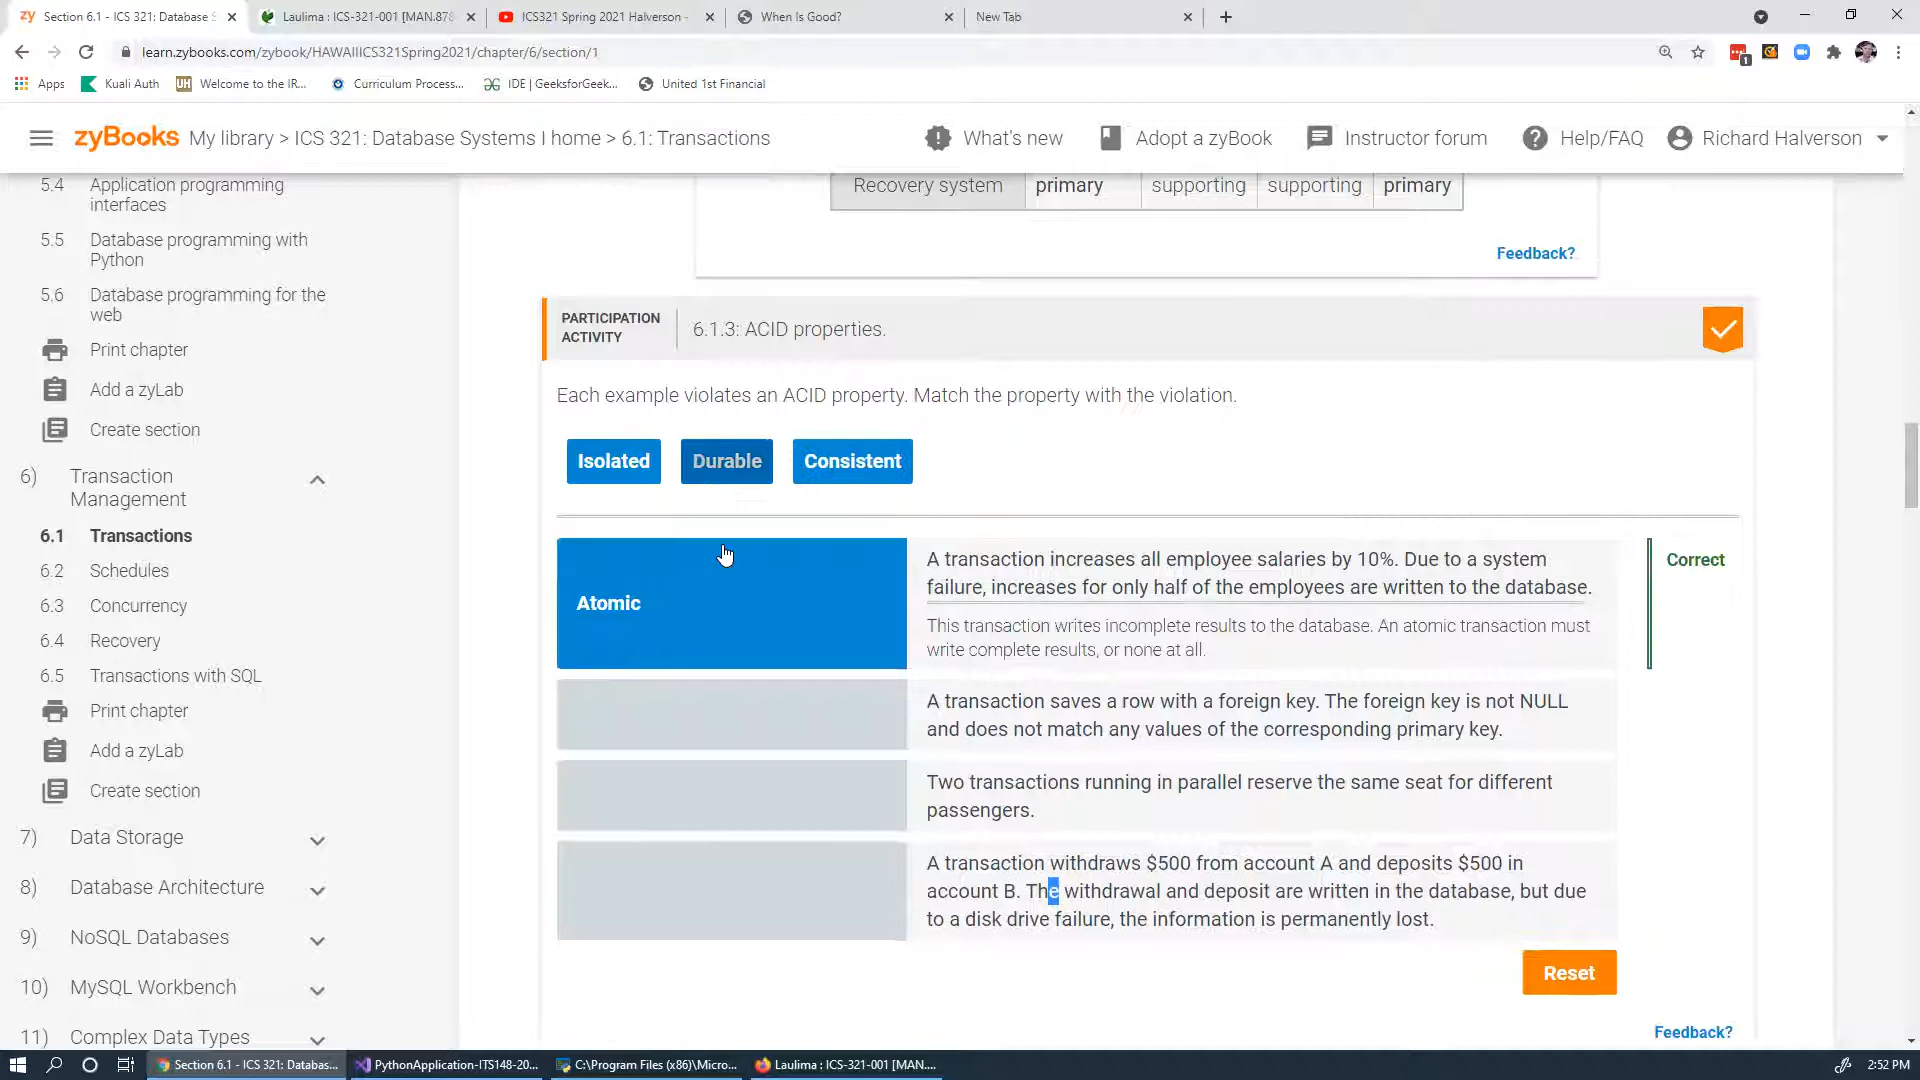 Section 6.1 - ICS 321: Database S
Laulima : ICS-321-001 [MAN.878
ICS321 Spring 2021 Halverson -
When Is Good?
New Tab
learn.zybooks.com/zybook/HAWAIIICS321Spring2021/chapter/6/section/1
Apps
Kuali Auth
Welcome to the IR...
Curriculum Process...
IDE | GeeksforGeek...
United 1st Financial
zyBooks
My library > ICS 321: Database Systems I home > 6.1: Transactions
What's new
Adopt a zyBook
Instructor forum
Help/FAQ
Richard Halverson
5.4 Application programming
interfaces
5.5 Database programming with
Python
5.6 Database programming for the
web
Print chapter
Add a zyLab
Create section
6) Transaction
Management
6.1 Transactions
6.2 Schedules
6.3 Concurrency
6.4 Recovery
6.5 Transactions with SQL
Print chapter
Add a zyLab
Create section
7) Data Storage
8) Database Architecture
9) NoSQL Databases
10) MySQL Workbench
11) Complex Data Types
Recovery system primary supporting supporting primary
Feedback?
PARTICIPATION
ACTIVITY
6.1.3: ACID properties.
Each example violates an ACID property. Match the property with the violation.
Isolated
Durable
Consistent
Atomic
A transaction increases all employee salaries by 10%. Due to a system
failure, increases for only half of the employees are written to the database.
This transaction writes incomplete results to the database. An atomic transaction must
write complete results, or none at all.
Correct
A transaction saves a row with a foreign key. The foreign key is not NULL
and does not match any values of the corresponding primary key.
Two transactions running in parallel reserve the same seat for different
passengers.
A transaction withdraws $500 from account A and deposits $500 in
account B. The withdrawal and deposit are written in the database, but due
to a disk drive failure, the information is permanently lost.
Reset
Feedback?
Section 6.1 - ICS 321: Databas...
PythonApplication-ITS148-20...
C:\Program Files (x86)\Micro...
Laulima : ICS-321-001 [MAN....
2:52 PM